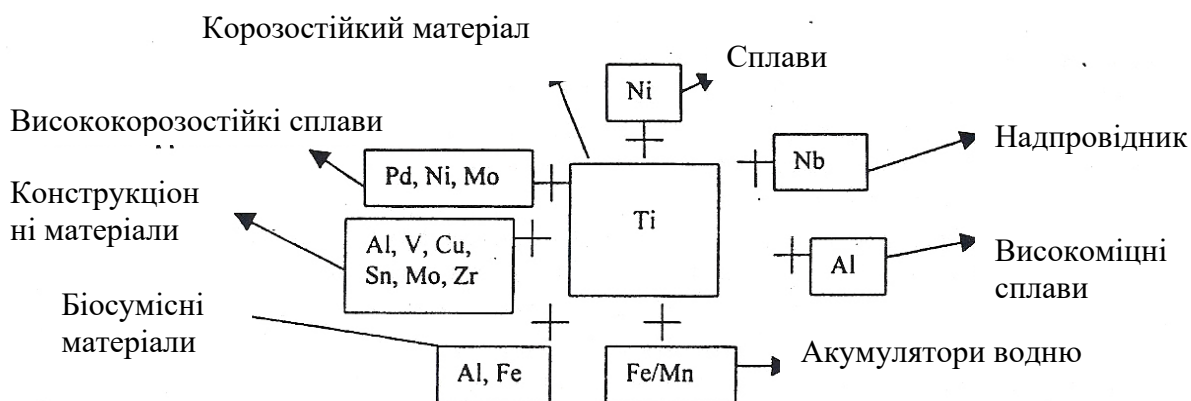 Корозостійкий матеріал
Сплави
Ni
Висококорозостійкі сплави
Надпровідник
Nb
Pd, Ni, Mo
Конструкціон
ні матеріали
Ti
Al, V, Cu,
Sn, Mo, Zr
Al
Високоміцні
сплави
Біосумісні
матеріали
Акумулятори водню
Al, Fe
Fe/Mn